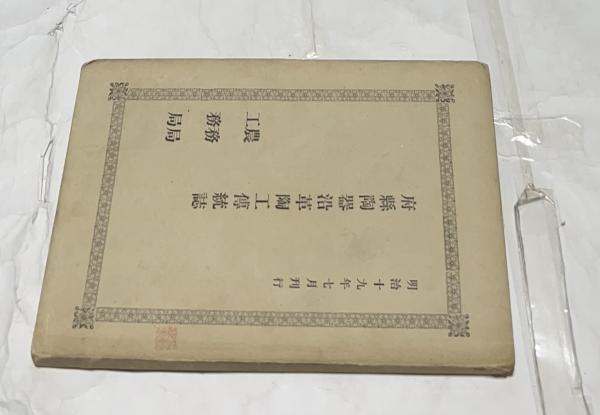 明治十九年七月刊行
府縣陶器沿革陶工傳統誌
農務局
工務局